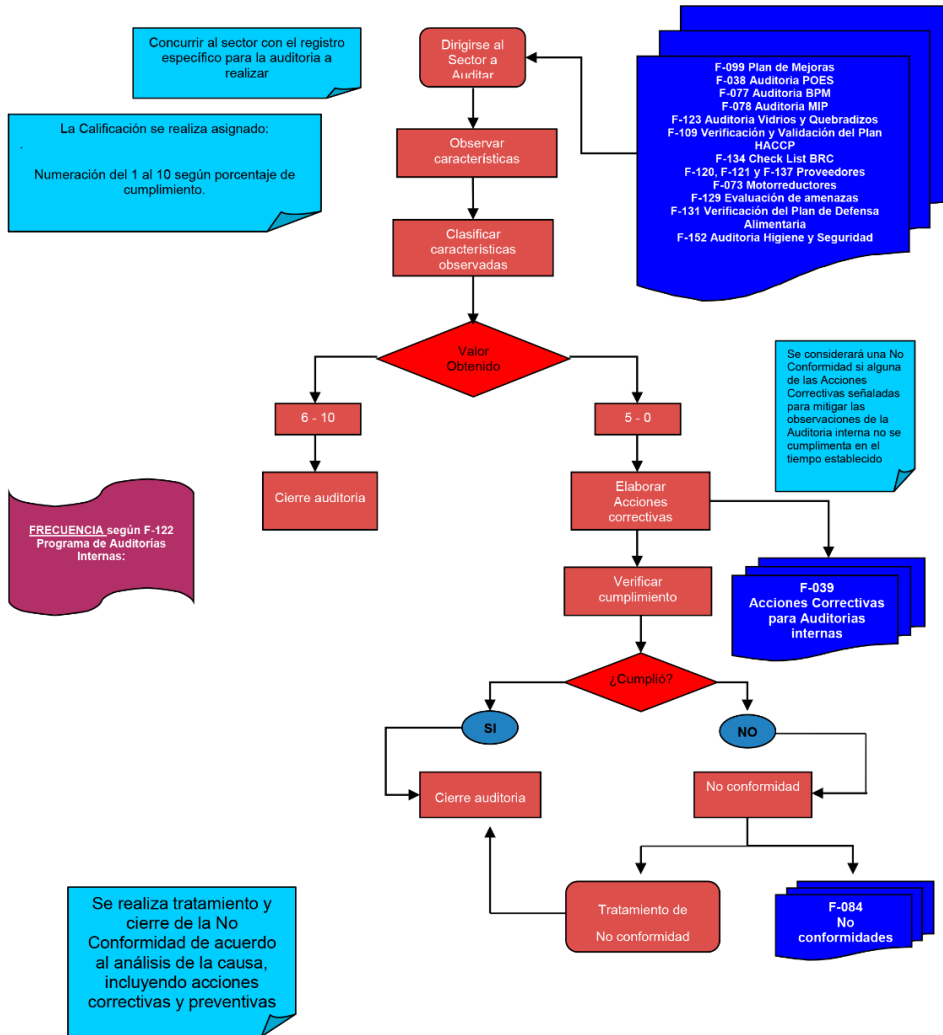 Concurrir al sector con el registro
específico para la auditoria a
realizar
Dirigirse al
Sector a
Auditar
F-099 Plan de Mejoras
F-038 Auditoria POES
F-077 Auditoria BPM
F-078 Auditoria MIP
F-123 Auditoria Vidrios y Quebradizos
F-109 Verificación y Validación del Plan
HACCP
F-134 Check List BRC
F-120, F-121 y F-137 Proveedores
F-073 Motorreductores
F-129 Evaluación de amenazas
F-131 Verificación del Plan de Defensa
Alimentaria
F-152 Auditoria Higiene y Seguridad
La Calificación se realiza asignado:
.
Numeración del 1 al 10 según porcentaje de
cumplimiento.
Observar
características
Clasificar
características
observadas
Valor
Obtenido
6 - 10
5 - 0
Se considerará una No
Conformidad si alguna
de las Acciones
Correctivas señaladas
para mitigar las
observaciones de la
Auditoria interna no se
cumplimenta en el
tiempo establecido
Cierre auditoria
Elaborar
Acciones
correctivas
FRECUENCIA según F-122
Programa de Auditorías
Internas:
Verificar
cumplimiento
F-039
Acciones Correctivas
para Auditorias
internas
¿Cumplió?
SI
NO
Cierre auditoria
No conformidad
Tratamiento de
No conformidad
F-084
No
conformidades
Se realiza tratamiento y
cierre de la No
Conformidad de acuerdo
al análisis de la causa,
incluyendo acciones
correctivas y preventivas